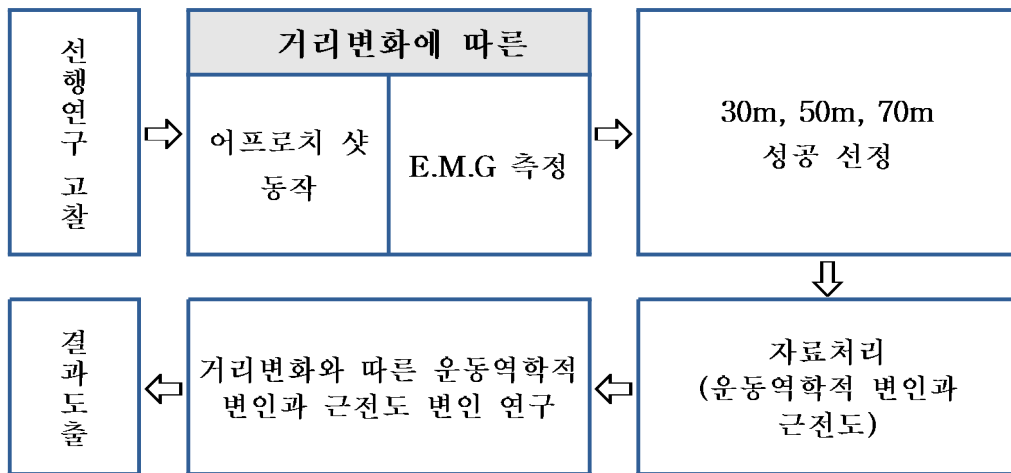 선행연구 고찰
거리변화에 따른
어프로치 샷
동작
E.M.G 측정
30m, 50m, 70m
성공 선정
자료처리
(운동역학적 변인과
근전도)
거리변화와 따른 운동역학적
변인과 근전도 변인 연구
결과도출